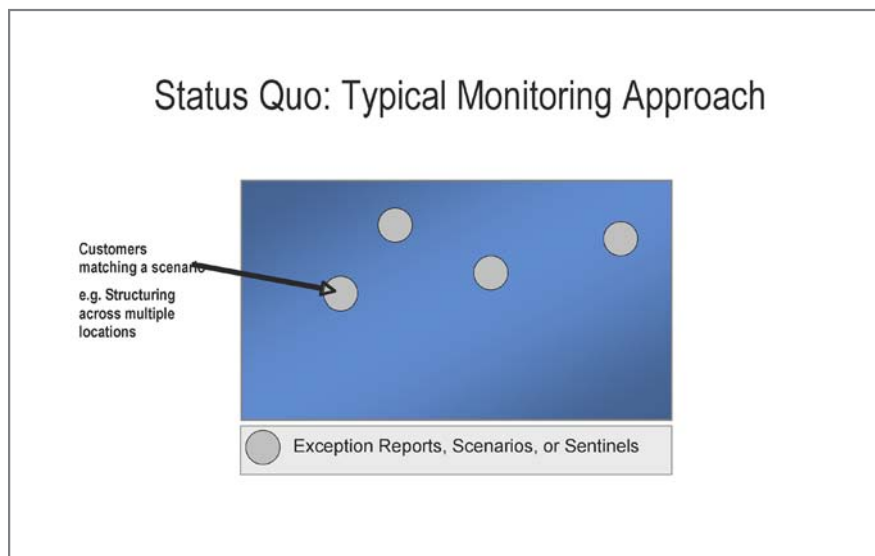 Status Quo: Typical Monitoring Approach
Customers
matching a scenario
e.g. Structuring
across multiple
locations
Exception Reports, Scenarios, or Sentinels